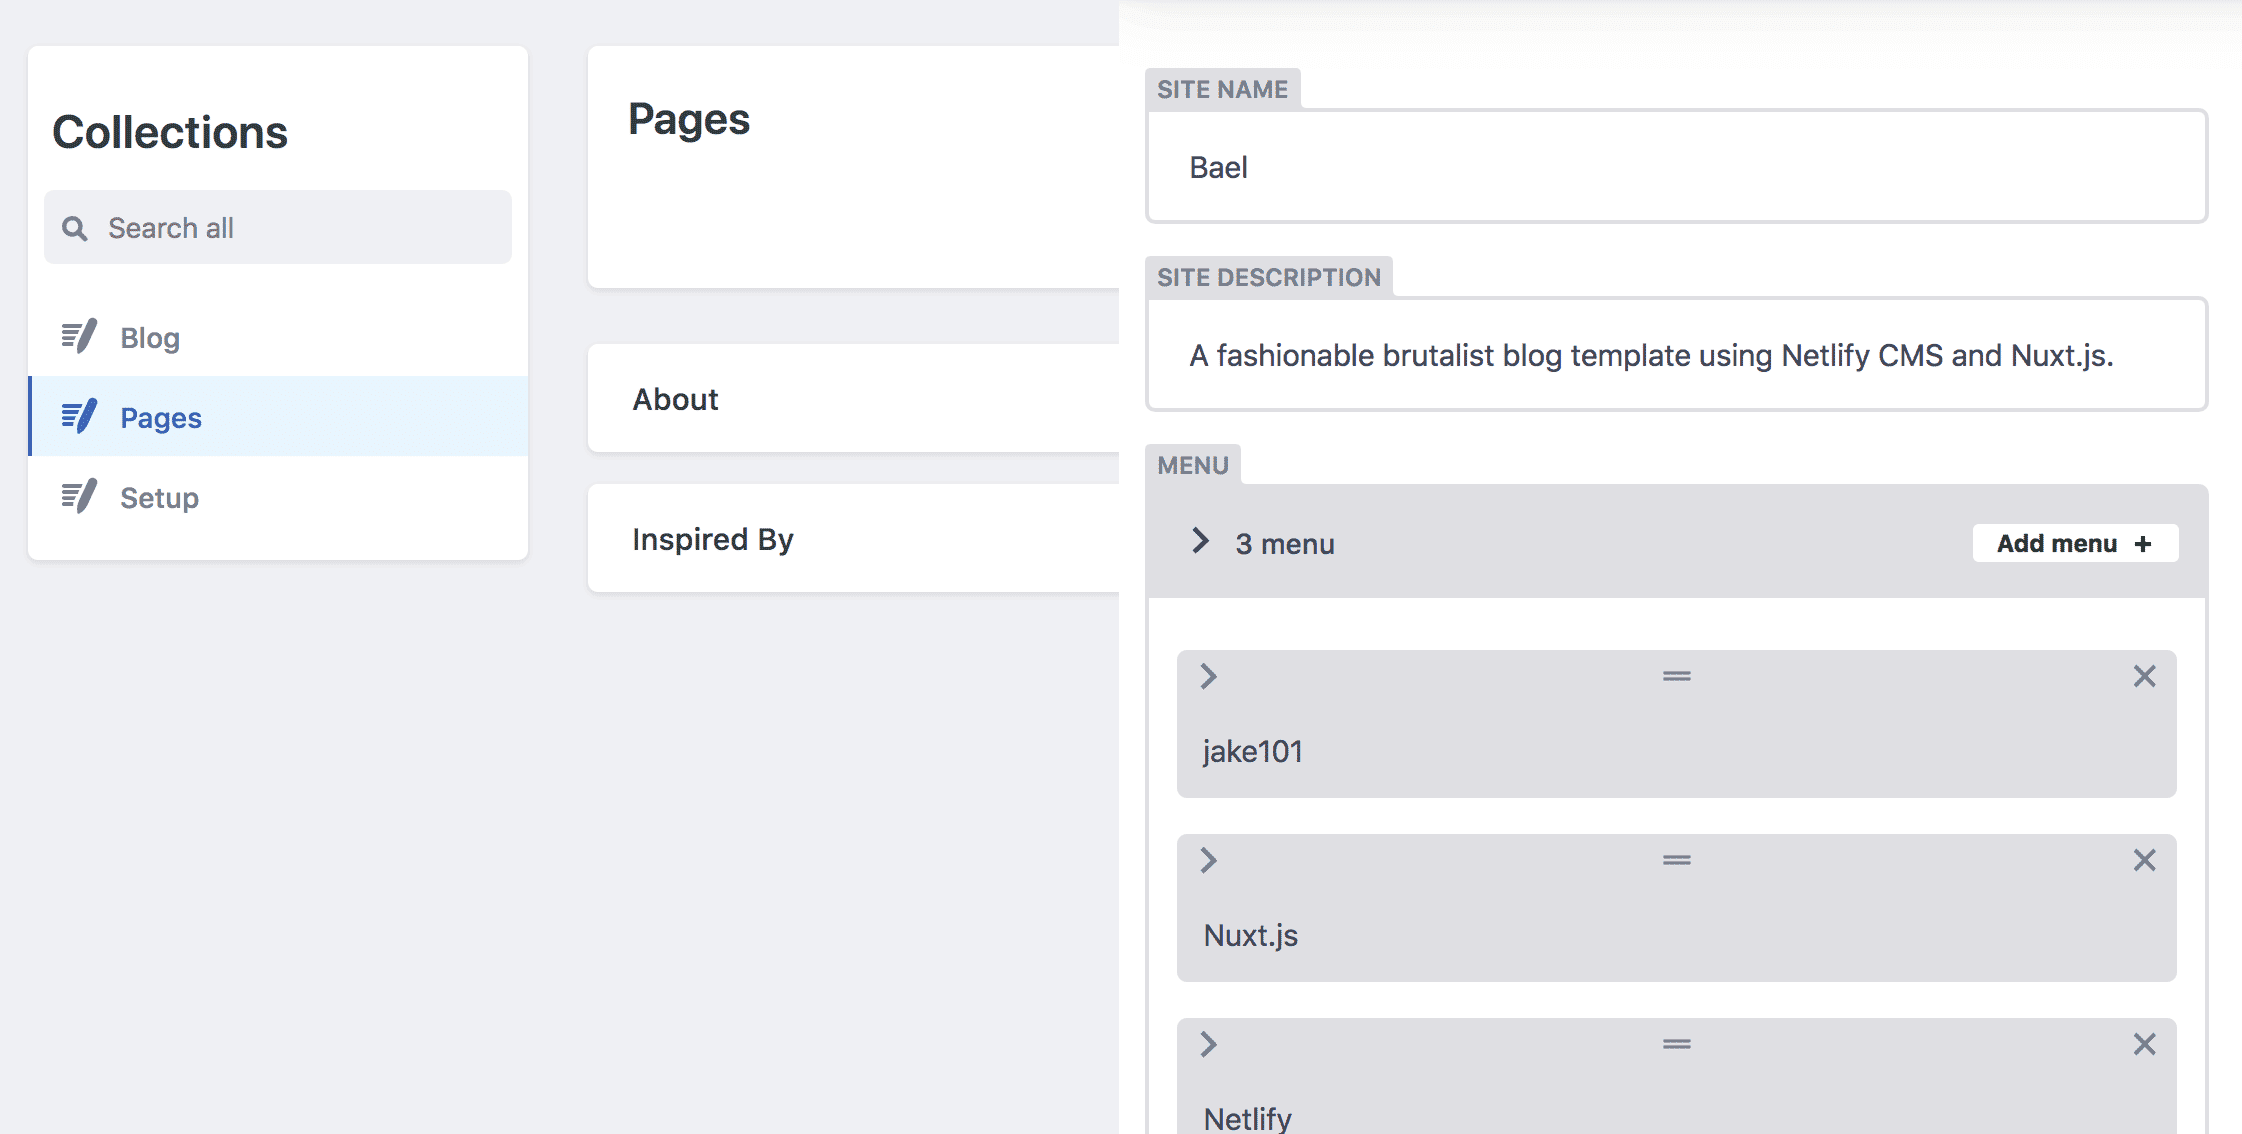 Collections
Search all
Blog
Pages
Setup
Pages
About
Inspired By
SITE NAME
Bael
SITE DESCRIPTION
A fashionable brutalist blog template using Netlify CMS and Nuxt.js.
MENU
3 menu
Add menu +
jake101
Nuxt.js
Netlify